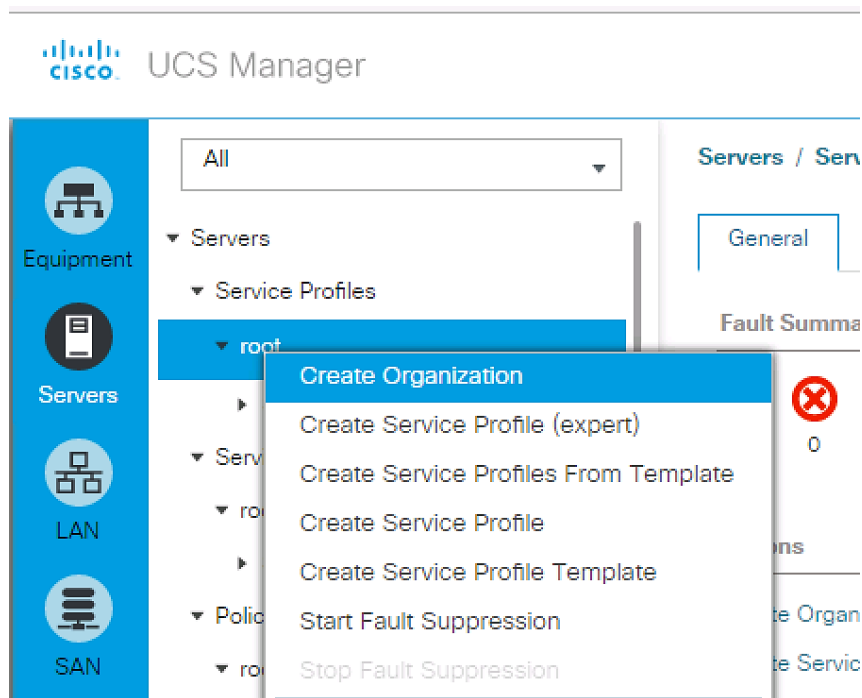 CISCO. UCS Manager
Equipment
Servers
LAN
SAN
All
Servers
Service Profiles
root
Create Organization
Create Service Profile (expert)
Create Service Profiles From Template
Create Service Profile
Create Service Profile Template
Start Fault Suppression
Stop Fault Suppression
Servers /
General
Fault
0